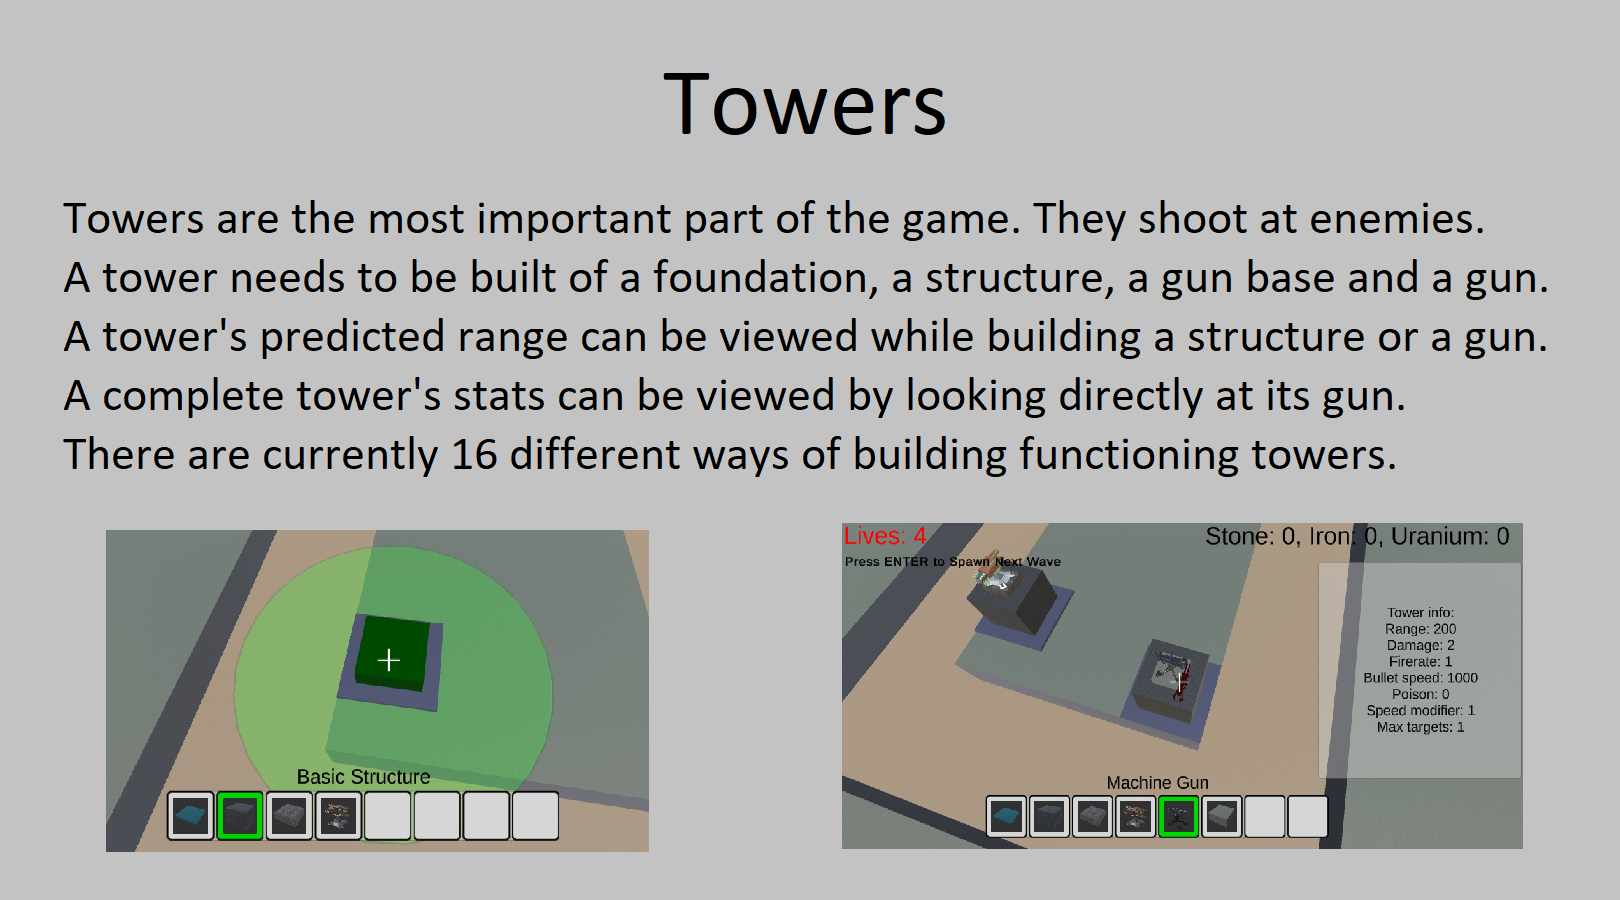 Towers
Towers are the most important part of the game. They shoot at enemies.
A tower needs to be built of a foundation, a structure, a gun base and a gun.
A tower's predicted range can be viewed while building a structure or a gun.
A complete tower's stats can be viewed by looking directly at its gun.
There are currently 16 different ways of building functioning towers.
Basic Structure
Lives: 4
Stone: 0, Iron: 0, Uranium: 0
Press ENTER to Spawn Next Wave
Tower info:
Range: 200
Damage: 2
Firerate: 1
Bullet speed: 1000
Poison: 0
Speed modifier: 1
Max targets: 1
Machine Gun